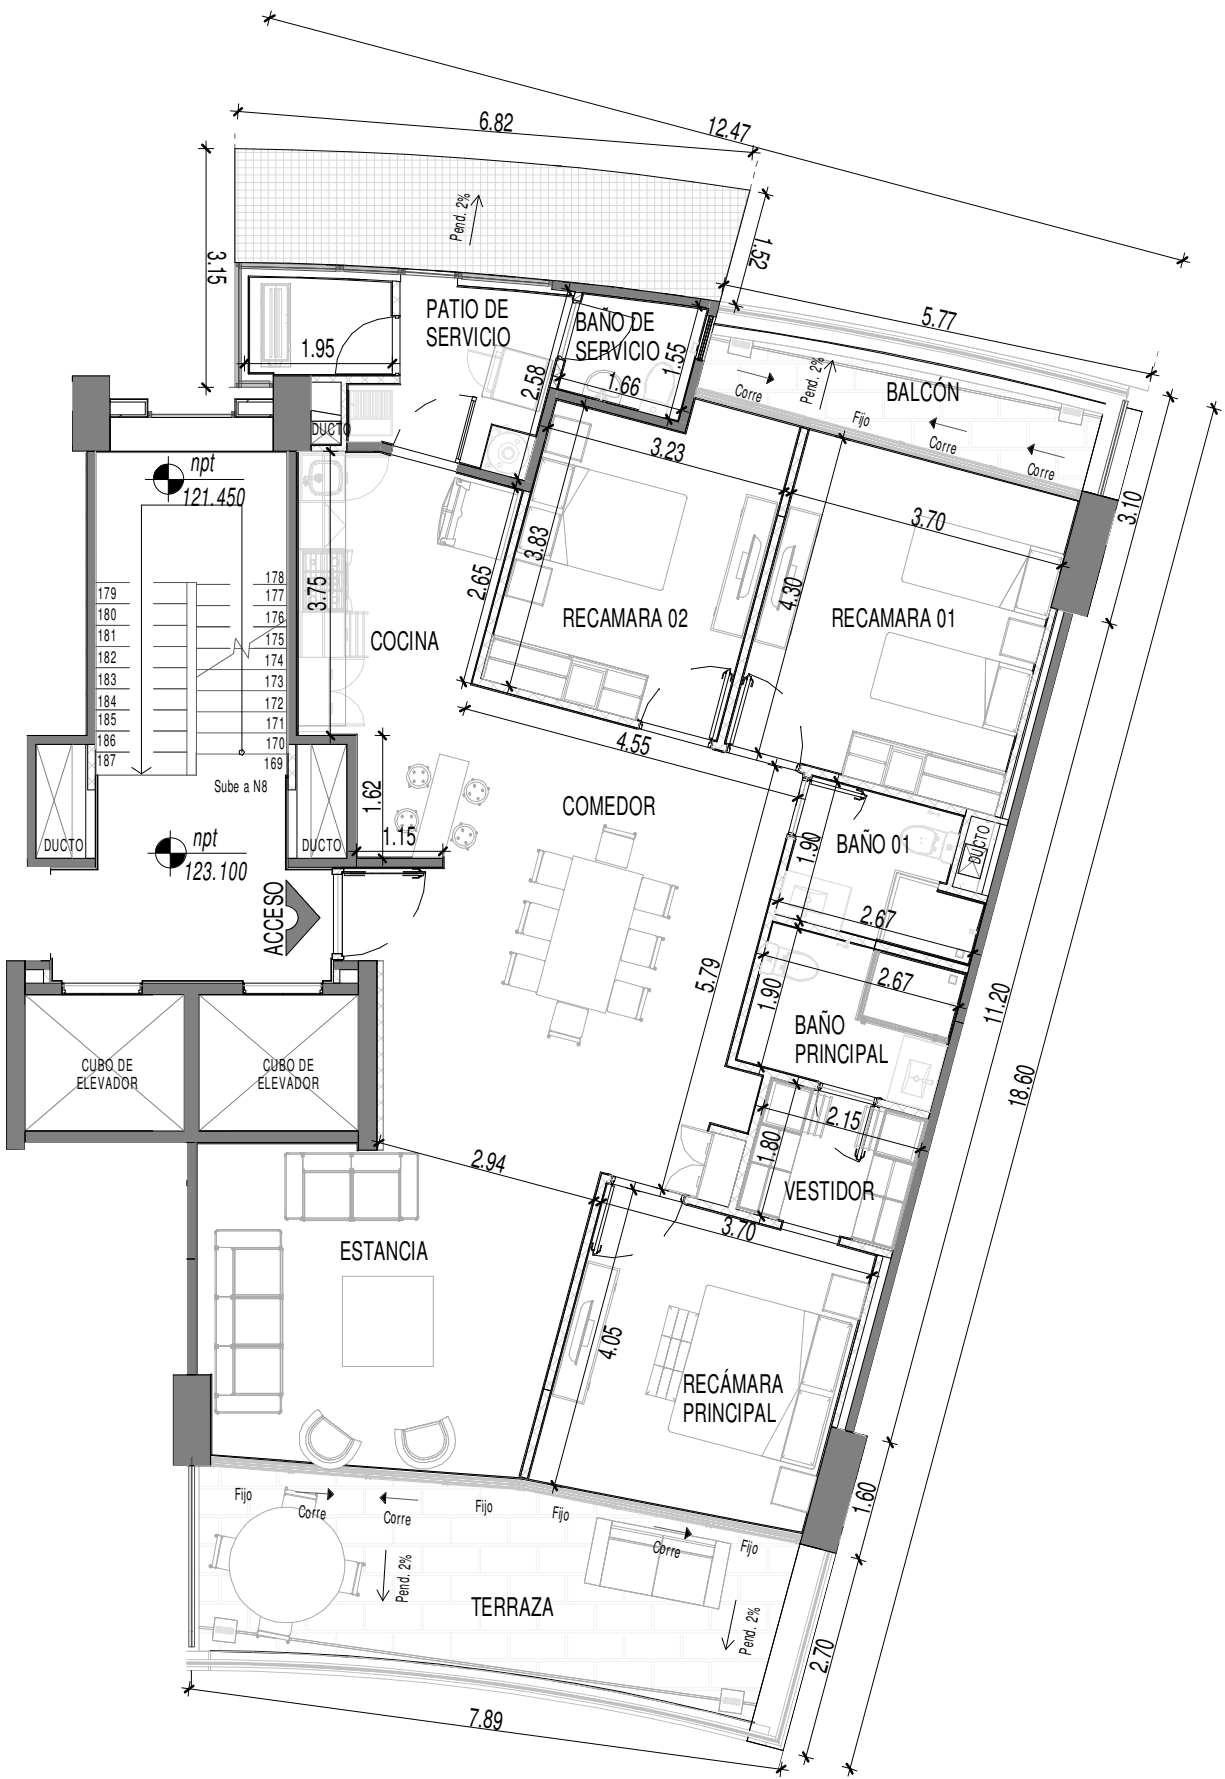 6.82
12.47
Pend. 2%
3.15
1.52
5.77
PATIO DE
SERVICIO
BAÑO DE
SERVICIO
1.95
1.55
2.58
1.66
Pend. 2%
BALCÓN
Corre
Fijo
Corre
Corre
DUCTO
npt
121.450
3.23
3.70
3.10
3.83
4.30
2.65
3.75
RECAMARA 02
RECAMARA 01
COCINA
178
177
176
175
174
173
172
171
170
169
179
180
181
182
183
184
185
186
187
Sube a N8
4.55
1.62
1.15
COMEDOR
DUCTO
DUCTO
npt
123.100
ACCESO
BAÑO 01
1.90
DUCTO
2.67
5.79
2.67
1.90
BAÑO
PRINCIPAL
11.20
18.60
CUBO DE
ELEVADOR
CUBO DE
ELEVADOR
2.15
1.80
2.94
VESTIDOR
3.70
ESTANCIA
4.05
RECÁMARA
PRINCIPAL
1.60
Fijo
Corre
Corre
Fijo
Fijo
Corre
Fijo
Pend. 2%
TERRAZA
Pend. 2%
2.70
7.89